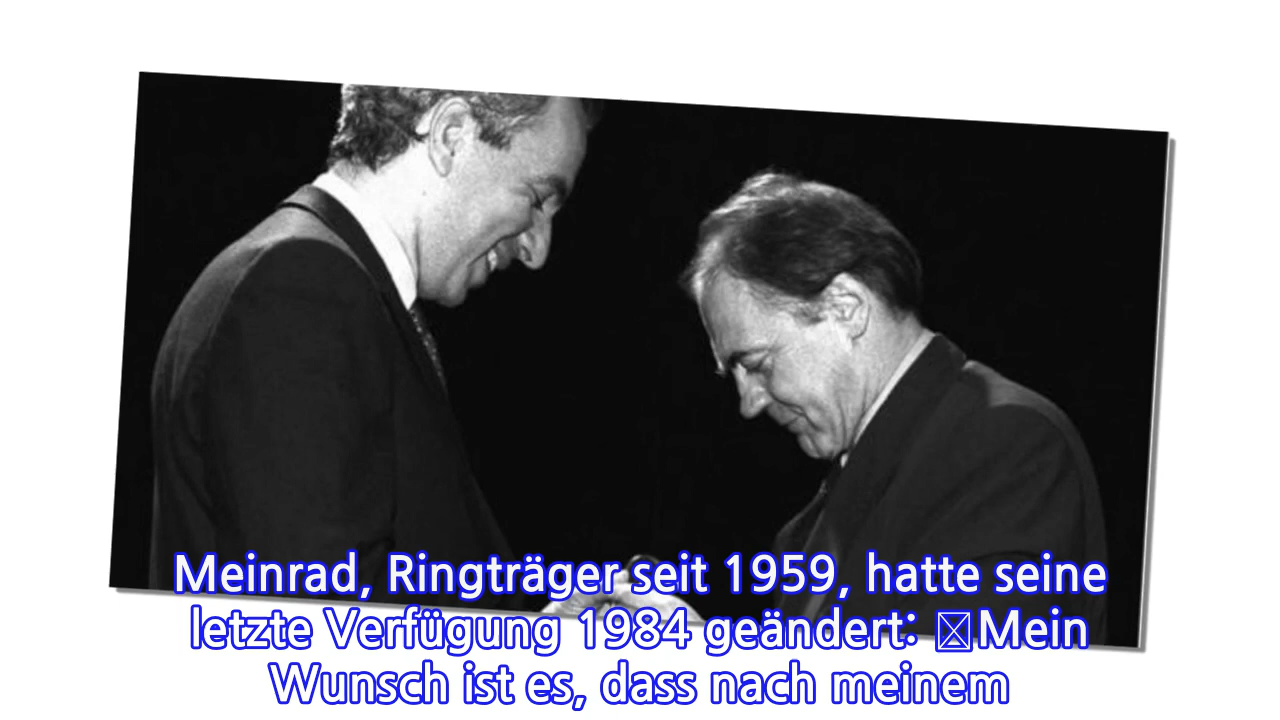 Meinrad, Ringträger seit 1959, hatte seine
letzte Verfügung 1984 geändert: Mein
Wunsch ist es, dass nach meinem